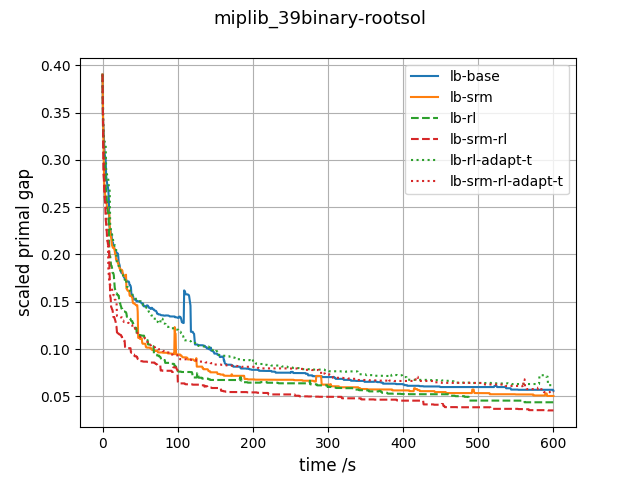 miplib_39binary-rootsol
scaled primal gap
0.40
0.35
0.30
0.25
0.20
0.15
0.10
0.05
lb-base
lb-srm
lb-rl
lb-srm-rl
lb-rl-adapt-t
lb-srm-rl-adapt-t
0 100 200 300 400 500 600
time /s